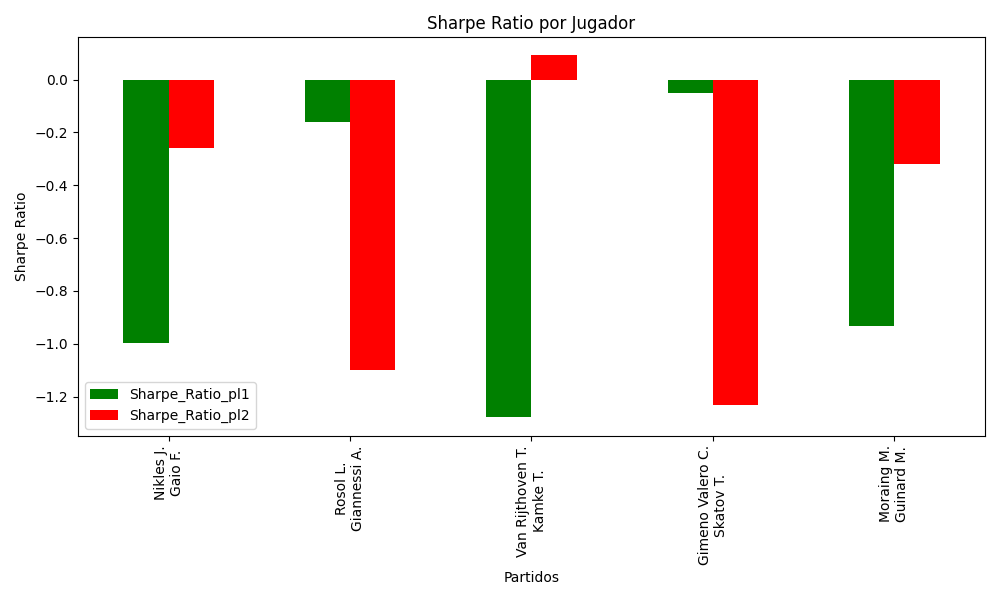 Sharpe Ratio por Jugador
Sharpe Ratio
0.0
−0.2
−0.4
−0.6
−0.8
−1.0
−1.2
Sharpe_Ratio_pl1
Sharpe_Ratio_pl2
Nikles J.
Gaio F.
Rosol L.
Giannessi A.
Van Rijthoven T.
Kamke T.
Gimeno Valero C.
Skatov T.
Moraing M.
Guinard M.
Partidos